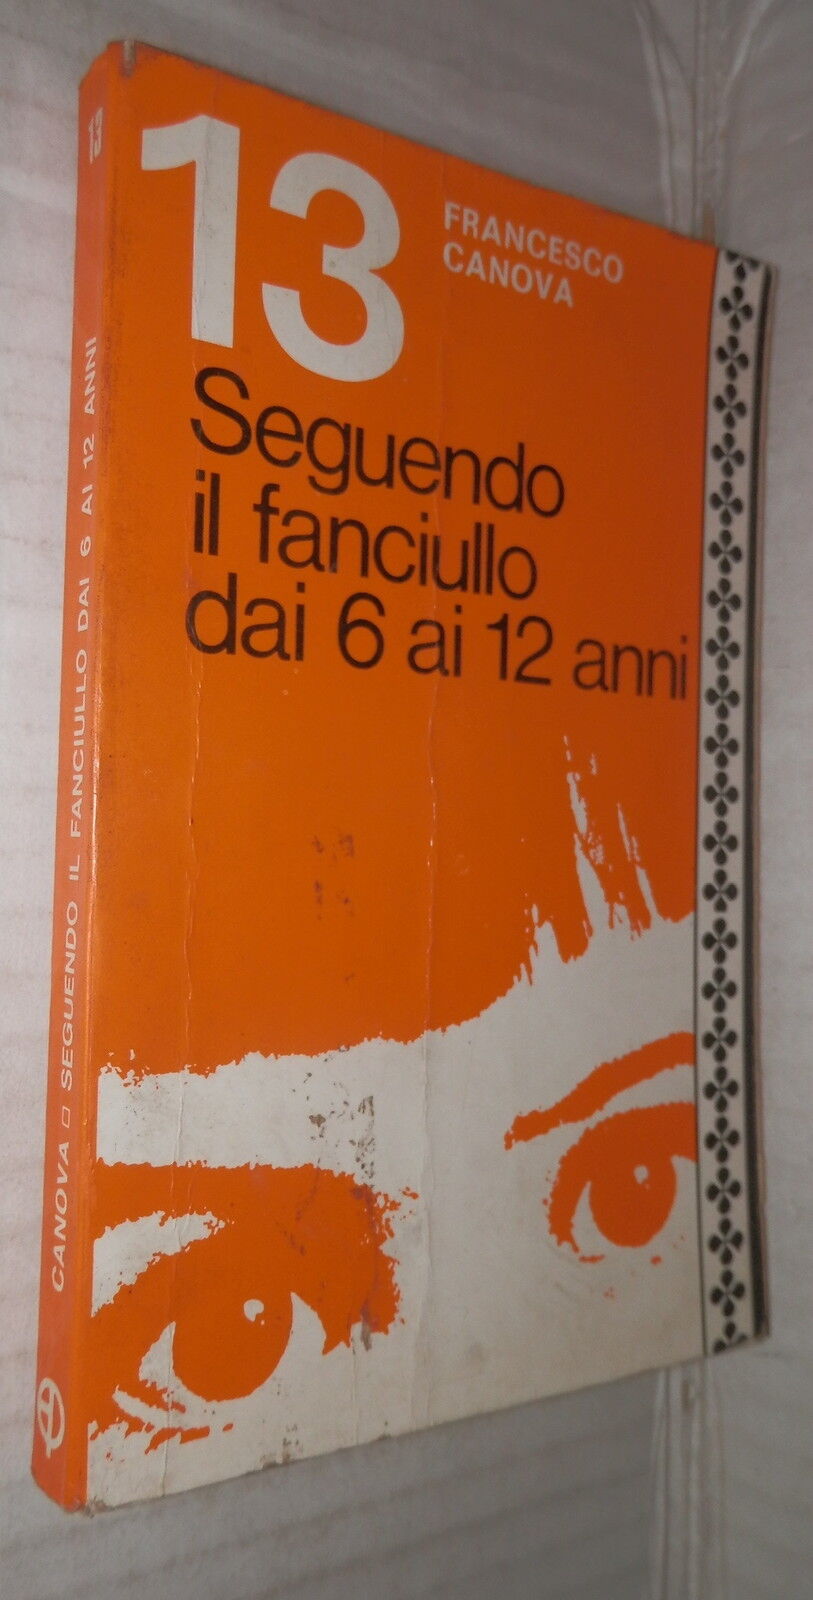 13
FRANCESCO
CANOVA
Seguendo
il fanciullo
dai 6 ai 12 anni
CANOVA □ SEGUENDO IL FANCIULLO DAI 6 AI 12 ANNI
13